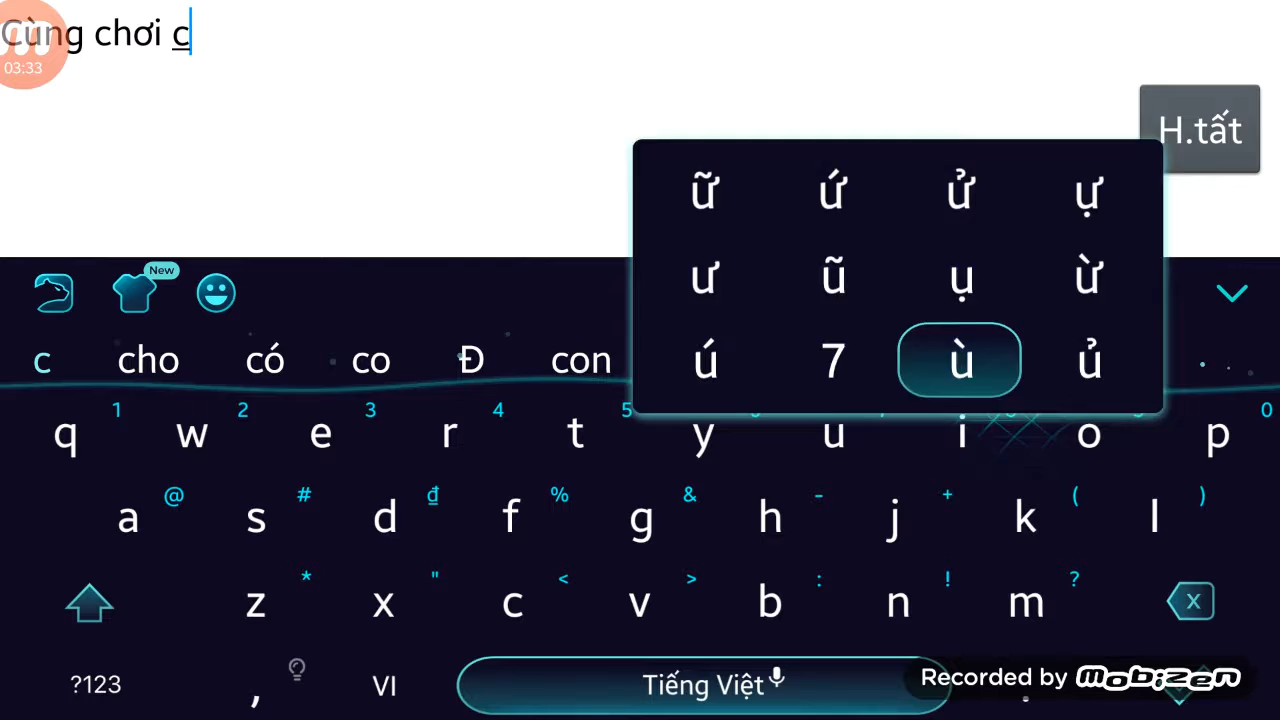 Cùng chơi c
03:33
H.tất
ữ ứ ử ự
ư ũ ụ ừ
ú 7 ù ủ
New
c cho có co Đ con
1 2 3 4 5 0
q w e r t y u i o p
@ # đ % & - + ( )
a s d f g h j k l
* " < > : ! ?
z x c v b n m
?123 , VI Tiếng Việt .
Recorded by mobizen